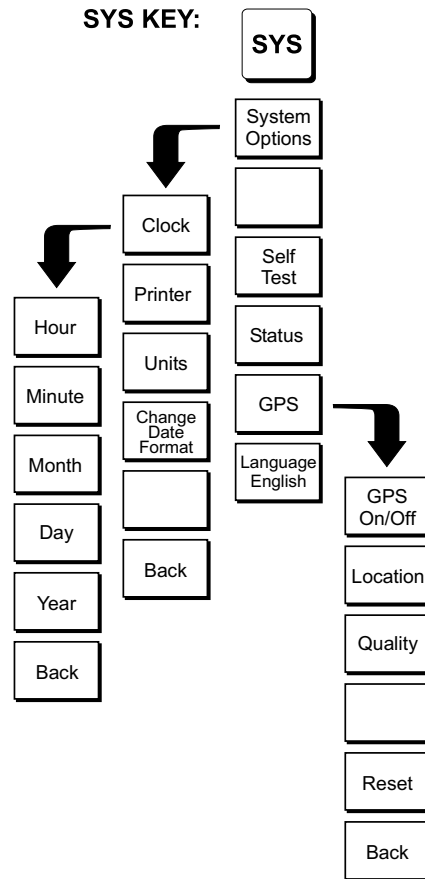 SYS KEY:
SYS
System
Options
Self
Test
Status
GPS
Language
English
Clock
Printer
Units
Change
Date
Format
Back
Hour
Minute
Month
Day
Year
Back
GPS
On/Off
Location
Quality
Reset
Back